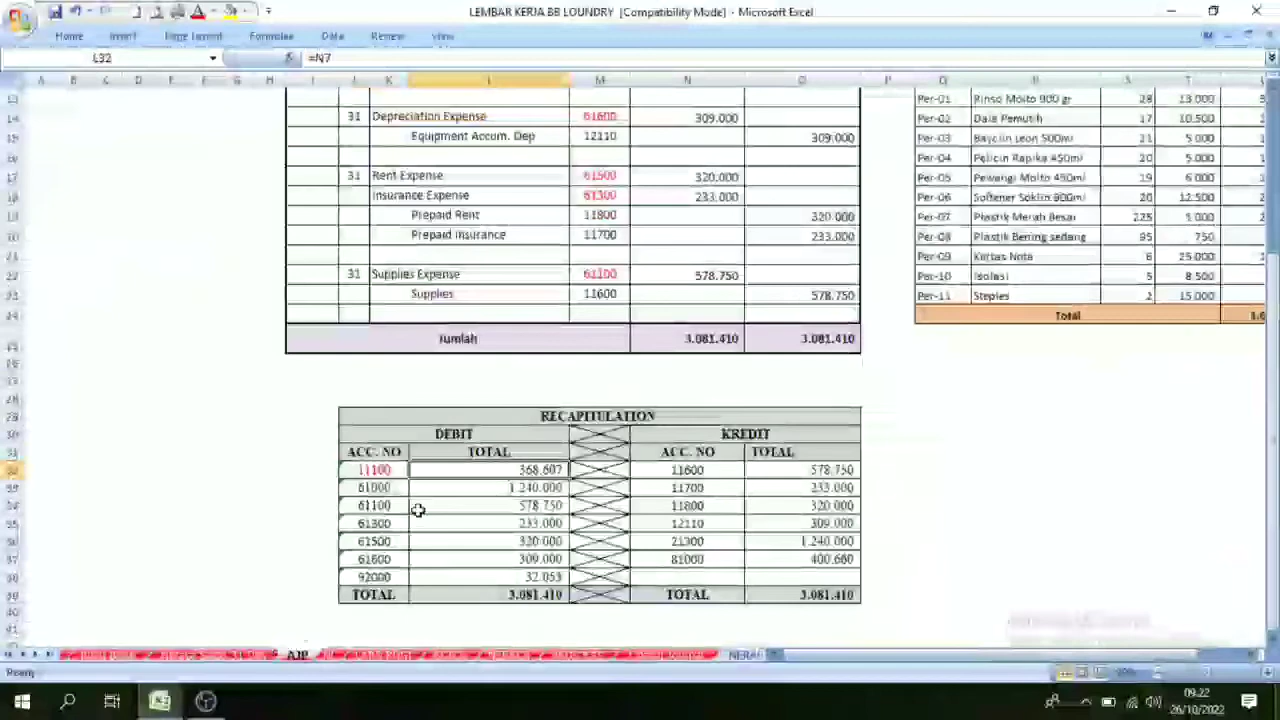 LEMBAR KERJA BB LOUNDRY [Compatibility Mode] - Microsoft Excel
Home Insert Page Layout Formulas Data Review View
L32 =N7
14 31 Depreciation Expense 61600 309.000
15 Equipment Accum. Dep 12110 309.000
16
17 31 Rent Expense 61500 320.000
18 Insurance Expense 61300 233.000
Prepaid Rent 11800 320.000
Prepaid Insurance 11700 233.000
21
22 31 Supplies Expense 61100 578.750
23 Supplies 11600 578.750
24
Jumlah 3.081.410 3.081.410
Per-01 Rinso Molto 900 gr 28 13.000
Per-02 Daia Pemutih 17 10.500
Per-03 Bayclin Leon 500ml 21 5.000
Per-04 Pelicin Rapika 450ml 20 5.000
Per-05 Pewangi Molto 450ml 19 6.000
Per-06 Softener Soklin 900ml 20 12.500
Per-07 Plastik Merah Besar 225 1.000
Per-08 Plastik Bening sedang 95 750
Per-09 Kertas Nota 6 25.000
Per-10 Isolasi 5 8.500
Per-11 Steples 2 15.000
Total
RECAPITULATION
DEBIT KREDIT
ACC. NO TOTAL ACC. NO TOTAL
11100 368.607 11600 578.750
61000 1.240.000 11700 233.000
61100 578.750 11800 320.000
61300 233.000 12110 309.000
61500 320.000 21300 1.240.000
61600 309.000 81000 400.660
92000 32.053
TOTAL 3.081.410 TOTAL 3.081.410
AJP
Ready
09.22
26/10/2022